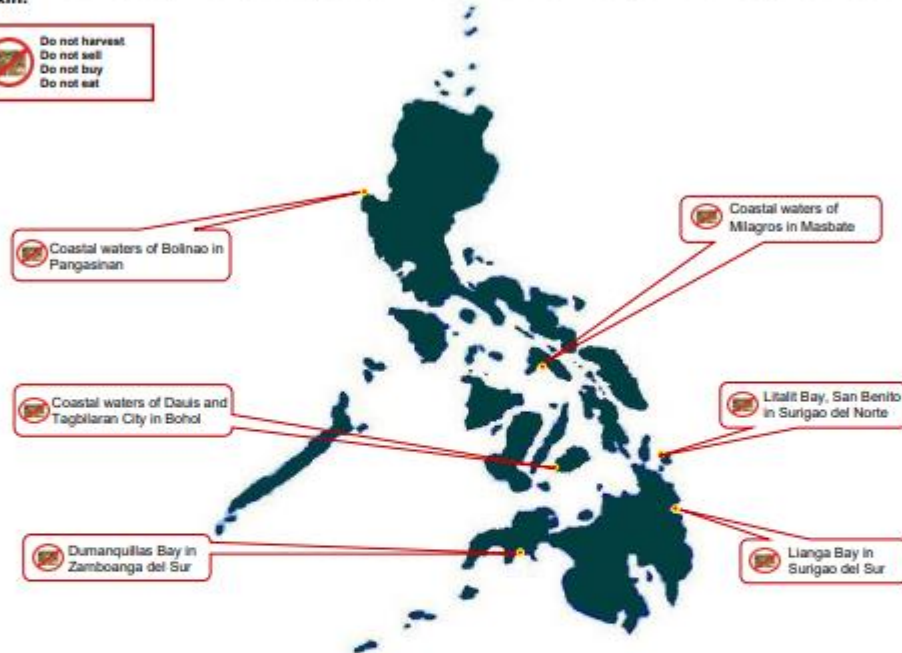 Do not harvest
Do not sell
Do not buy
Do not eat
Coastal waters of
Milagros in Masbate
Coastal waters of Bolinao in
Pangasinan
Coastal waters of Dauis and
Tagbilaran City in Bohol
Litalit Bay, San Benito
in Surigao del Norte
Dumanquillas Bay in
Zamboanga del Sur
Lianga Bay in
Surigao del Sur